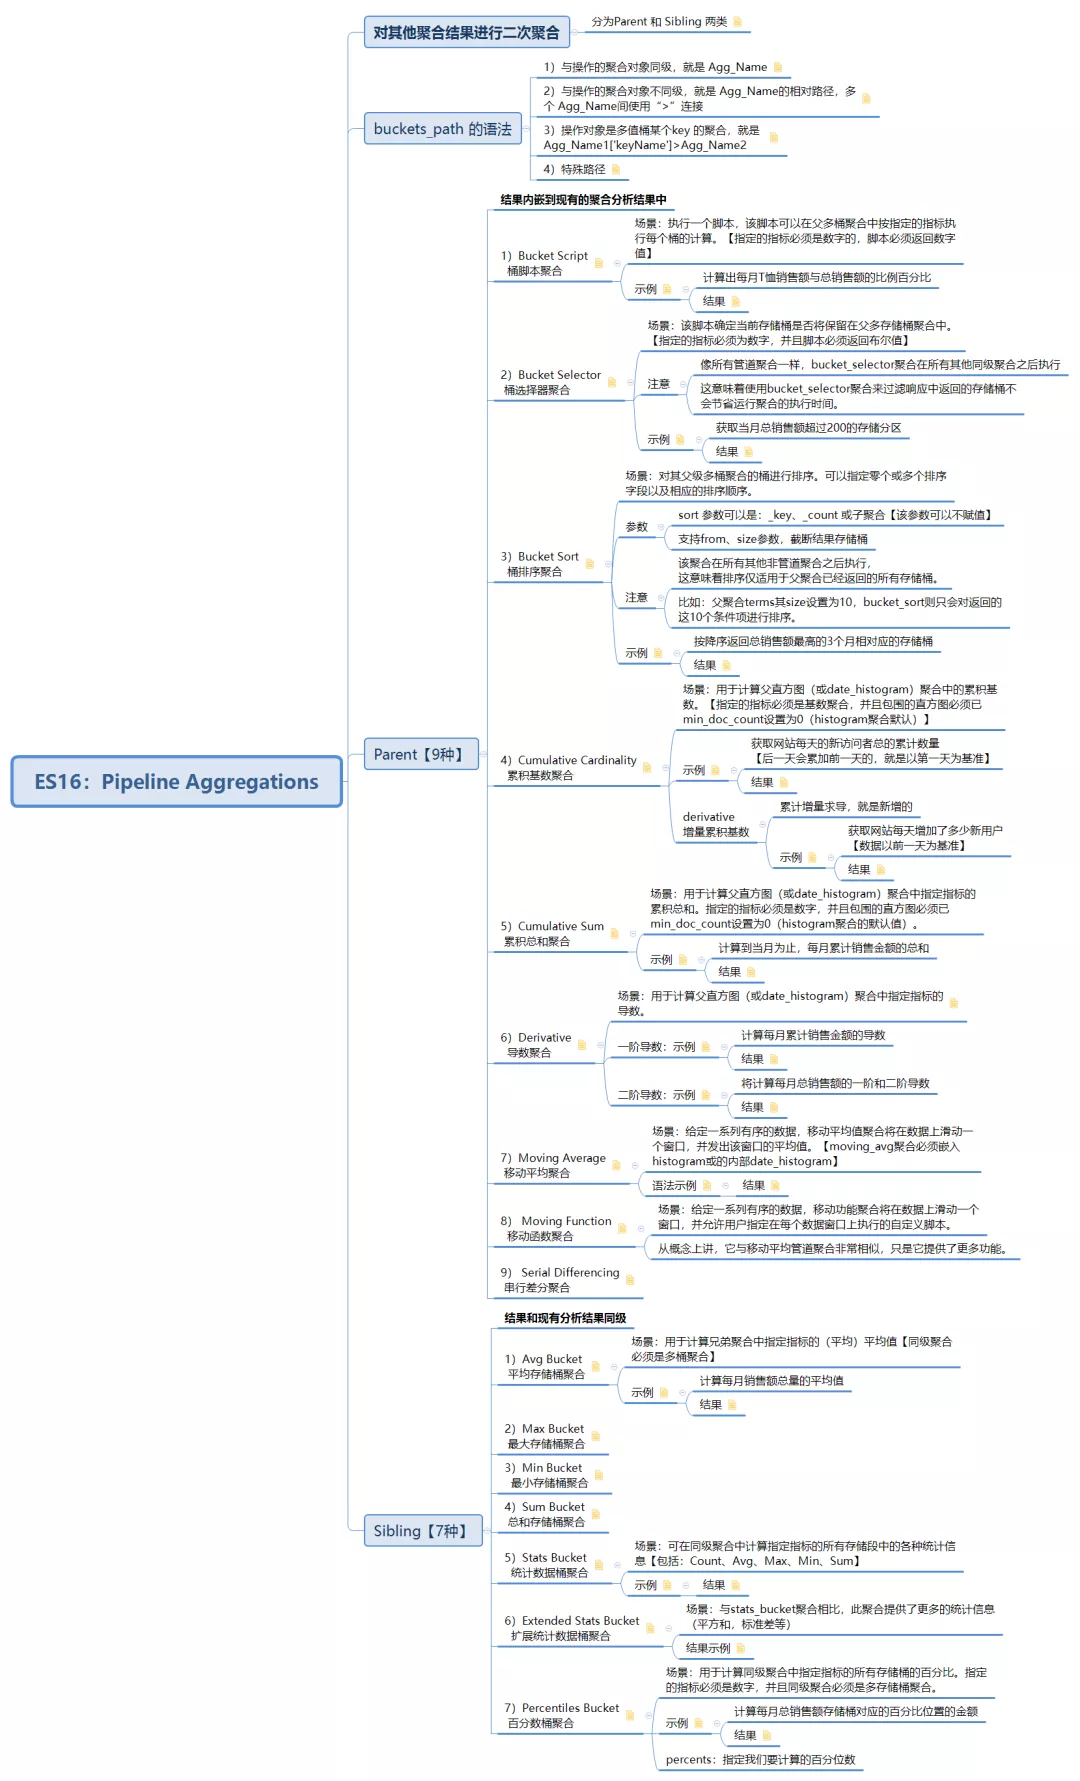 对其他聚合结果进行二次聚合
分为Parent 和 Sibling 两类
buckets_path 的语法
1）与操作的聚合对象同级，就是 Agg_Name
2）与操作的聚合对象不同级，就是 Agg_Name的相对路径，多
个 Agg_Name间使用“>”连接
3）操作对象是多值桶某个key 的聚合，就是
Agg_Name1['keyName']>Agg_Name2
4）特殊路径
ES16：Pipeline Aggregations
Parent【9种】
结果内嵌到现有的聚合分析结果中
1）Bucket Script
桶脚本聚合
场景：执行一个脚本，该脚本可以在父多桶聚合中按指定的指标执
行每个桶的计算。【指定的指标必须是数字的，脚本必须返回数字
值】
示例
计算出每月T恤销售额与总销售额的比例百分比
结果
2）Bucket Selector
桶选择器聚合
场景：该脚本确定当前存储桶是否将保留在父多存储桶聚合中。
【指定的指标必须为数字，并且脚本必须返回布尔值】
注意
像所有管道聚合一样，bucket_selector聚合在所有其他同级聚合之后执行
这意味着使用bucket_selector聚合来过滤响应中返回的存储桶不
会节省运行聚合的执行时间。
示例
获取当月总销售额超过200的存储分区
结果
3）Bucket Sort
桶排序聚合
场景：对其父级多桶聚合的桶进行排序。可以指定零个或多个排序
字段以及相应的排序顺序。
参数
sort 参数可以是：_key、_count 或子聚合【该参数可以不赋值】
支持from、size参数，截断结果存储桶
注意
该聚合在所有其他非管道聚合之后执行，
这意味着排序仅适用于父聚合已经返回的所有存储桶。
比如：父聚合terms其size设置为10，bucket_sort则只会对返回的
这10个条件项进行排序。
示例
按降序返回总销售额最高的3个月相对应的存储桶
结果
4）Cumulative Cardinality
累积基数聚合
场景：用于计算父直方图（或date_histogram）聚合中的累积基
数。【指定的指标必须是基数聚合，并且包围的直方图必须已
min_doc_count设置为0（histogram聚合默认）】
示例
获取网站每天的新访问者总的累计数量
【后一天会累加前一天的，就是以第一天为基准】
结果
derivative
增量累积基数
累计增量求导，就是新增的
示例
获取网站每天增加了多少新用户
【数据以前一天为基准】
结果
5）Cumulative Sum
累积总和聚合
场景：用于计算父直方图（或date_histogram）聚合中指定指标的
累积总和。指定的指标必须是数字，并且包围的直方图必须已
min_doc_count设置为0（histogram聚合的默认值）。
示例
计算到当月为止，每月累计销售金额的总和
结果
6）Derivative
导数聚合
场景：用于计算父直方图（或date_histogram）聚合中指定指标的
导数。
一阶导数：示例
计算每月累计销售金额的导数
结果
二阶导数：示例
将计算每月总销售额的一阶和二阶导数
结果
7）Moving Average
移动平均聚合
场景：给定一系列有序的数据，移动平均值聚合将在数据上滑动一
个窗口，并发出该窗口的平均值。【moving_avg聚合必须嵌入
histogram或的内部date_histogram】
语法示例
结果
8） Moving Function
移动函数聚合
场景：给定一系列有序的数据，移动功能聚合将在数据上滑动一个
窗口，并允许用户指定在每个数据窗口上执行的自定义脚本。
从概念上讲，它与移动平均管道聚合非常相似，只是它提供了更多功能。
9） Serial Differencing
串行差分聚合
Sibling【7种】
结果和现有分析结果同级
1）Avg Bucket
平均存储桶聚合
场景：用于计算兄弟聚合中指定指标的（平均）平均值【同级聚合
必须是多桶聚合】
示例
计算每月销售额总量的平均值
结果
2）Max Bucket
最大存储桶聚合
3）Min Bucket
最小存储桶聚合
4）Sum Bucket
总和存储桶聚合
5）Stats Bucket
统计数据桶聚合
场景：可在同级聚合中计算指定指标的所有存储段中的各种统计信
息【包括：Count、Avg、Max、Min、Sum】
示例
结果
6）Extended Stats Bucket
扩展统计数据桶聚合
场景：与stats_bucket聚合相比，此聚合提供了更多的统计信息
（平方和，标准差等）
结果示例
7）Percentiles Bucket
百分数桶聚合
场景：用于计算同级聚合中指定指标的所有存储桶的百分比。指定
的指标必须是数字，并且同级聚合必须是多存储桶聚合。
示例
计算每月总销售额存储桶对应的百分比位置的金额
结果
percents：指定我们要计算的百分位数